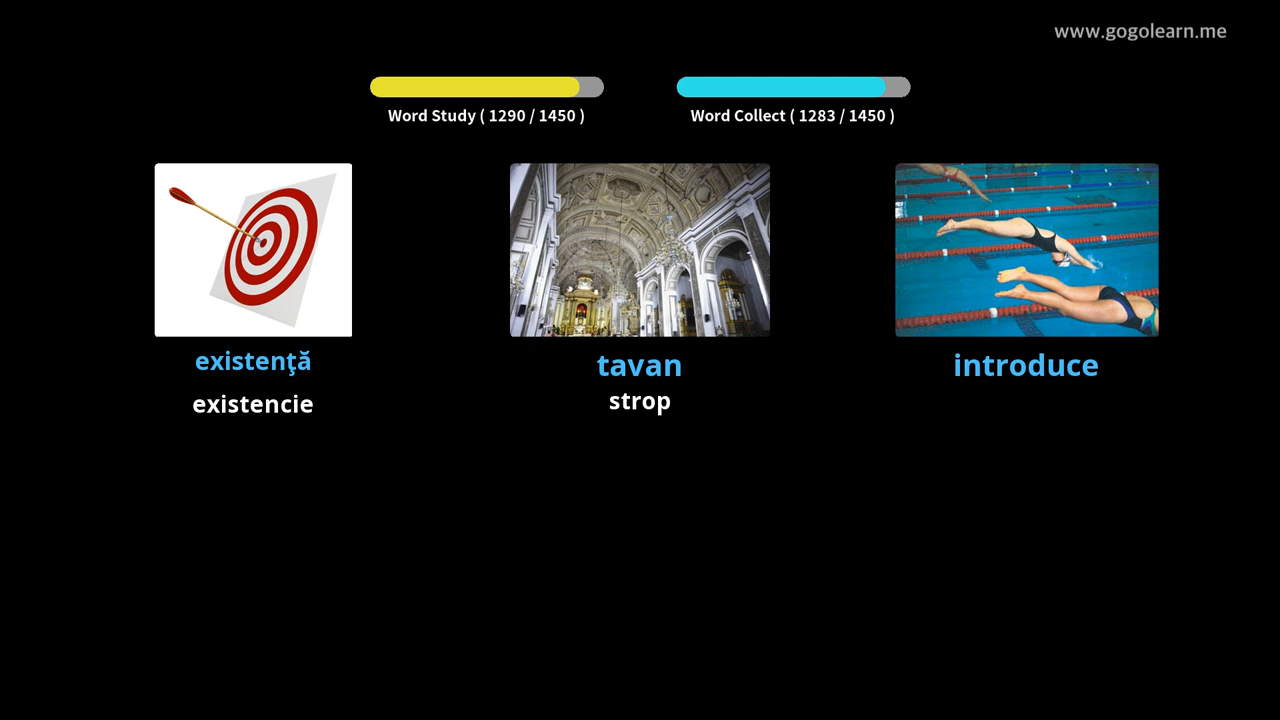 www.gogolearn.me
Word Study ( 1290 / 1450 )
Word Collect ( 1283 / 1450 )
existenţă
existencie
tavan
strop
introduce